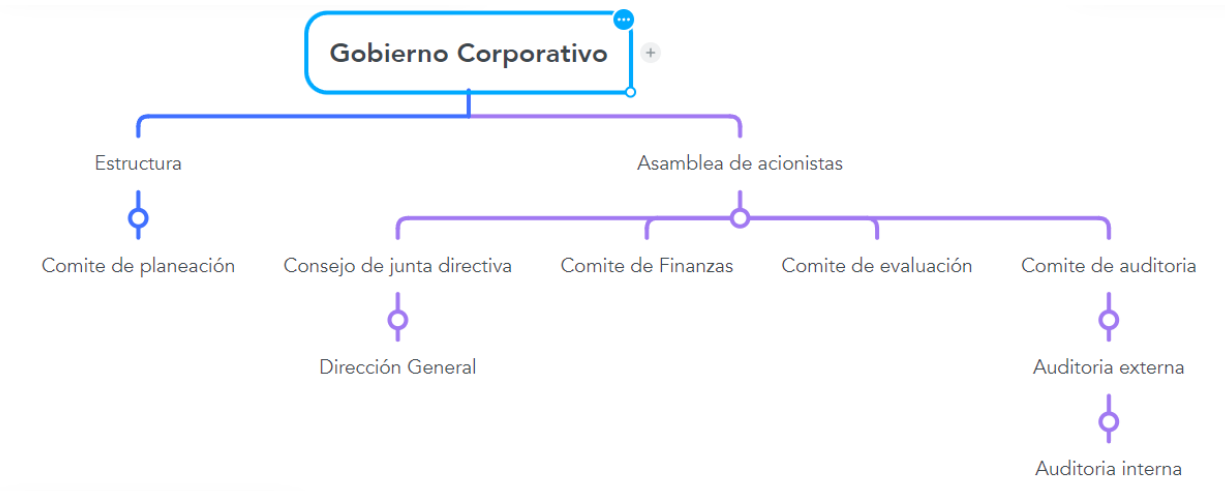 Gobierno Corporativo
Estructura
Asamblea de acionistas
Comite de planeación
Consejo de junta directiva
Comite de Finanzas
Comite de evaluación
Comite de auditoria
Dirección General
Auditoria externa
Auditoria interna